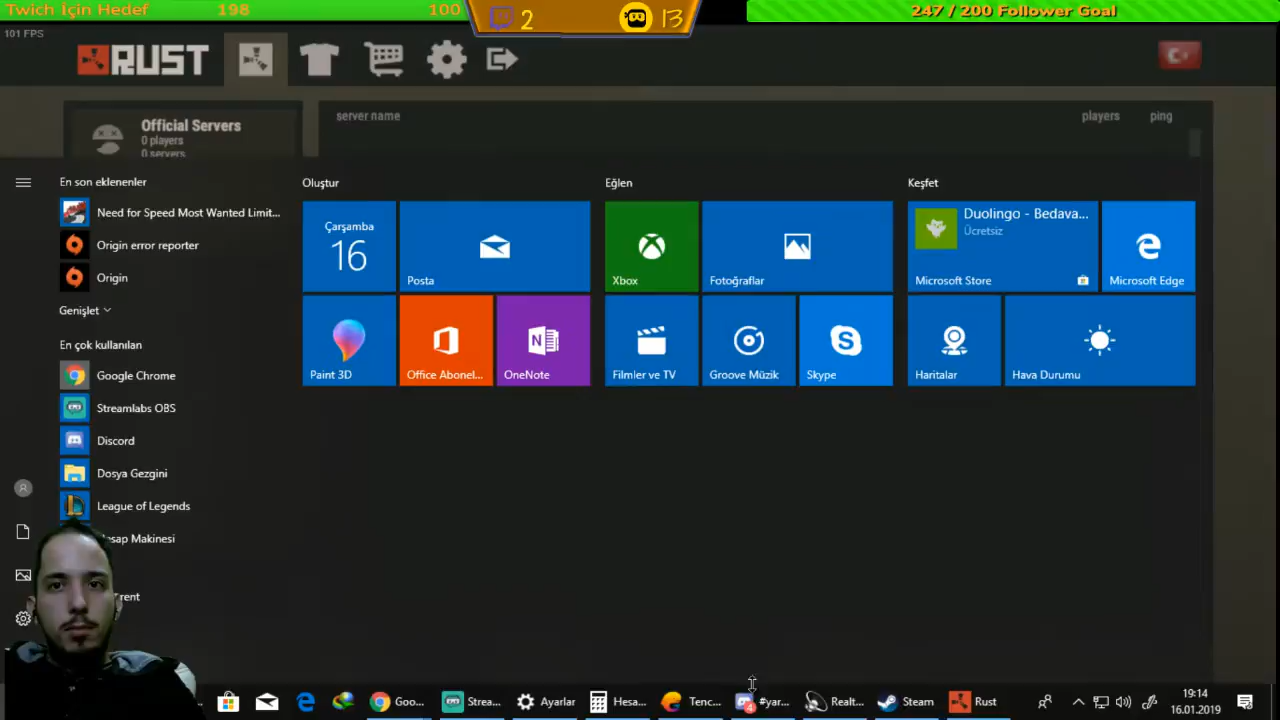 Twich İçin Hedef 198 100
2
13
247 / 200 Follower Goal
101 FPS
RUST
Official Servers
0 players
0 servers
server name players ping
En son eklenenler
Need for Speed Most Wanted Limit...
Origin error reporter
Origin
Genişlet
En çok kullanılan
Google Chrome
Streamlabs OBS
Discord
Dosya Gezgini
League of Legends
Hesap Makinesi
Oluştur
Çarşamba
16
Posta
Paint 3D
Office Abonel...
OneNote
Eğlen
Xbox
Fotoğraflar
Filmler ve TV
Groove Müzik
Skype
Keşfet
Duolingo - Bedava...
Ücretsiz
Microsoft Store
Microsoft Edge
Haritalar
Hava Durumu
Goo... Strea... Ayarlar Hesa... Tenc... 4 #yar... Realt... Steam Rust
19:14
16.01.2019